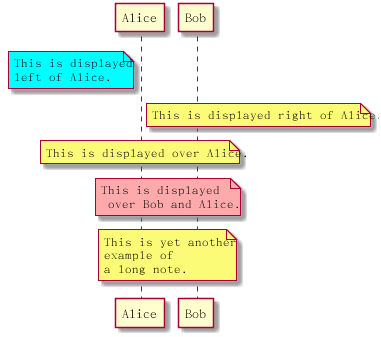 Alice Bob
This is displayed
left of Alice.
This is displayed right of Alice.
This is displayed over Alice.
This is displayed
over Bob and Alice.
This is yet another
example of
a long note.
Alice Bob